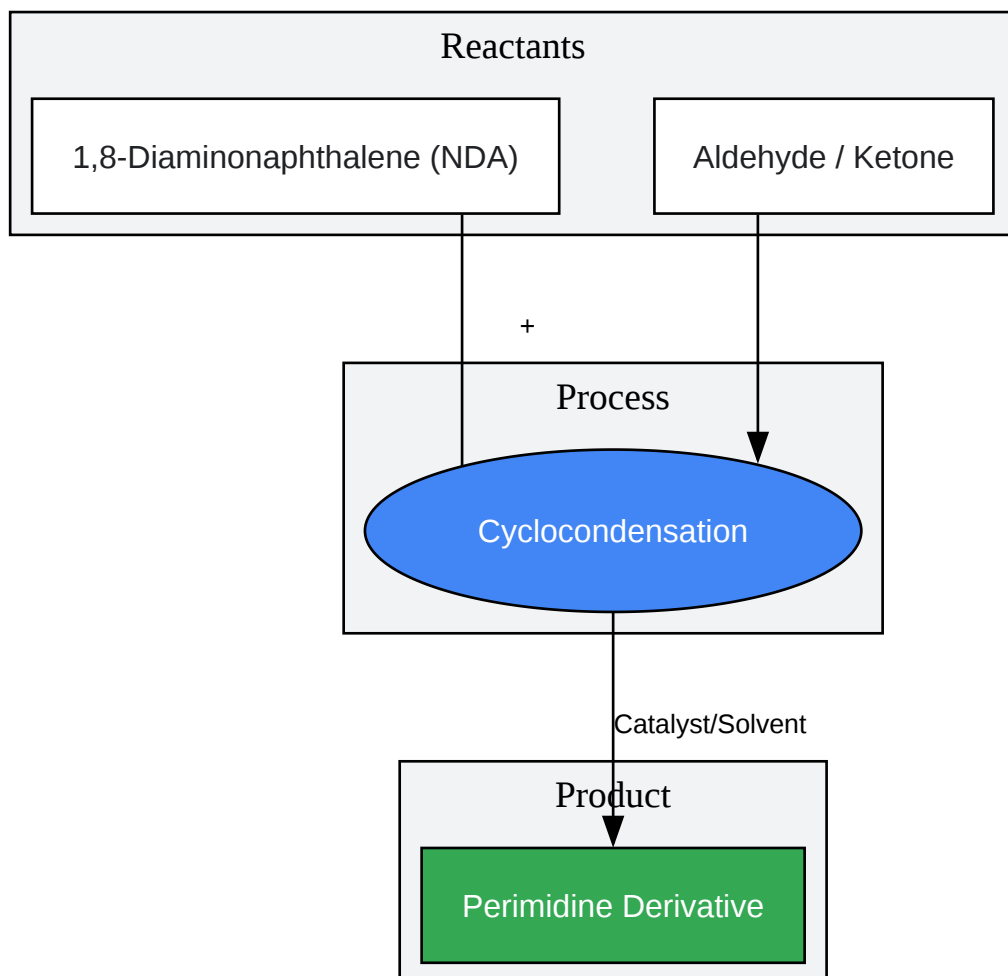 Reactants
1,8-Diaminonaphthalene (NDA)
Aldehyde / Ketone
+
Process
Cyclocondensation
Catalyst/Solvent
Product
Perimidine Derivative